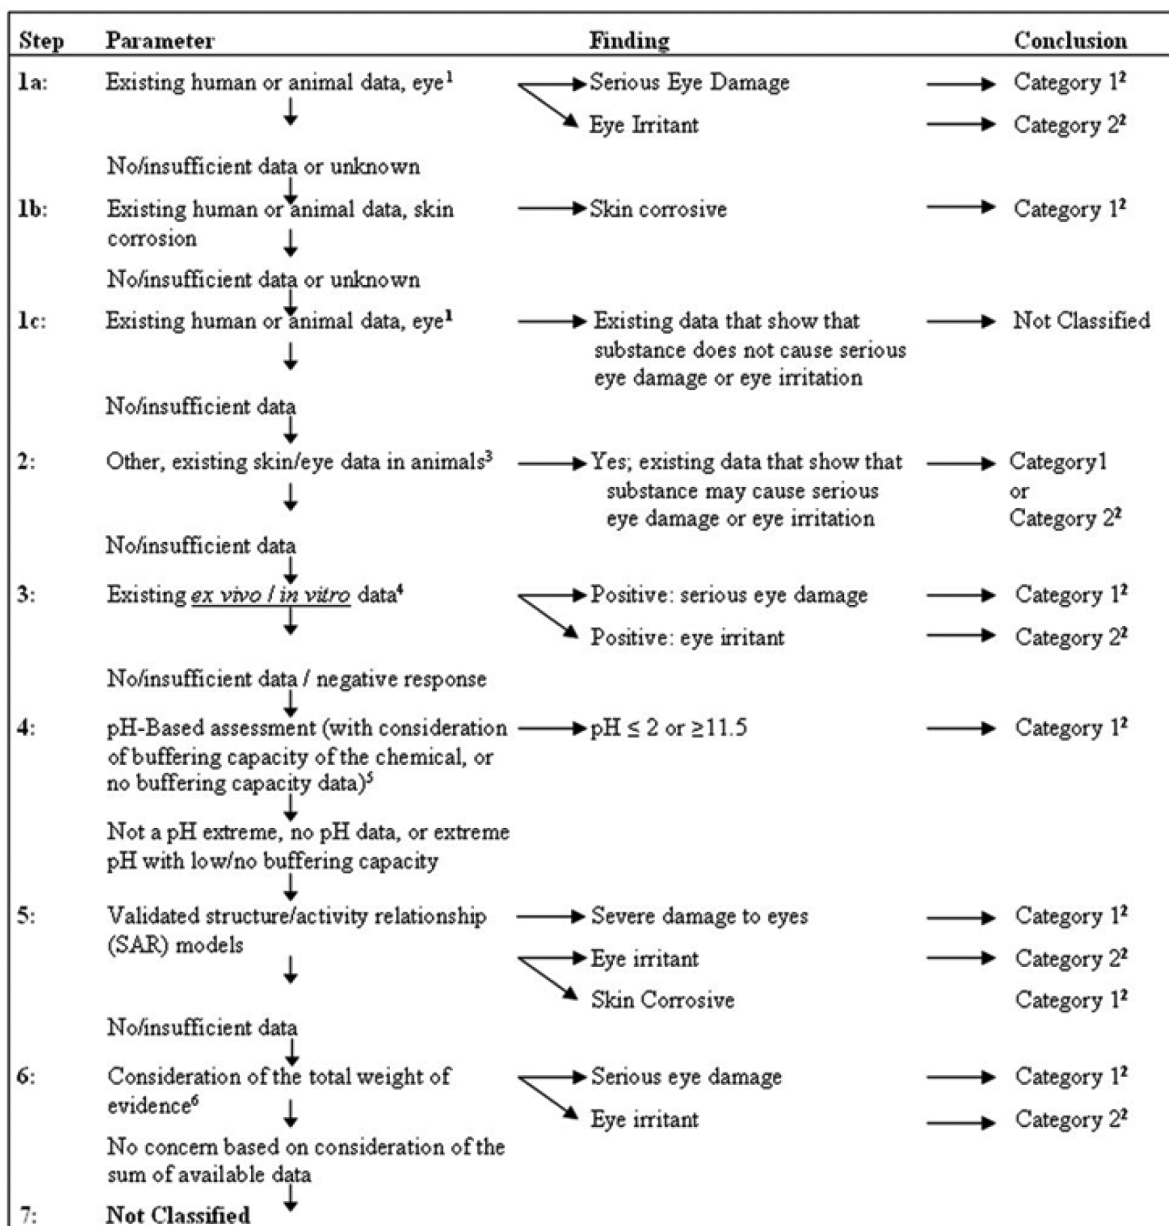 Step Parameter Finding Conclusion
1a: Existing human or animal data, eye¹ Serious Eye Damage Category 1²
Eye Irritant Category 2²
No/insufficient data or unknown
1b: Existing human or animal data, skin Skin corrosive Category 1²
corrosion
No/insufficient data or unknown
1c: Existing human or animal data, eye¹ Existing data that show that Not Classified
substance does not cause serious
eye damage or eye irritation
No/insufficient data
2: Other, existing skin/eye data in animals³ Yes; existing data that show that Category1
substance may cause serious or
eye damage or eye irritation Category 2²
No/insufficient data
3: Existing ex vivo / in vitro data⁴ Positive: serious eye damage Category 1²
Positive: eye irritant Category 2²
No/insufficient data / negative response
4: pH-Based assessment (with consideration pH ≤ 2 or ≥11.5 Category 1²
of buffering capacity of the chemical, or
no buffering capacity data)⁵
Not a pH extreme, no pH data, or extreme
pH with low/no buffering capacity
5: Validated structure/activity relationship Severe damage to eyes Category 1²
(SAR) models
Eye irritant Category 2²
Skin Corrosive Category 1²
No/insufficient data
6: Consideration of the total weight of Serious eye damage Category 1²
evidence⁶
Eye irritant Category 2²
No concern based on consideration of the
sum of available data
7: Not Classified